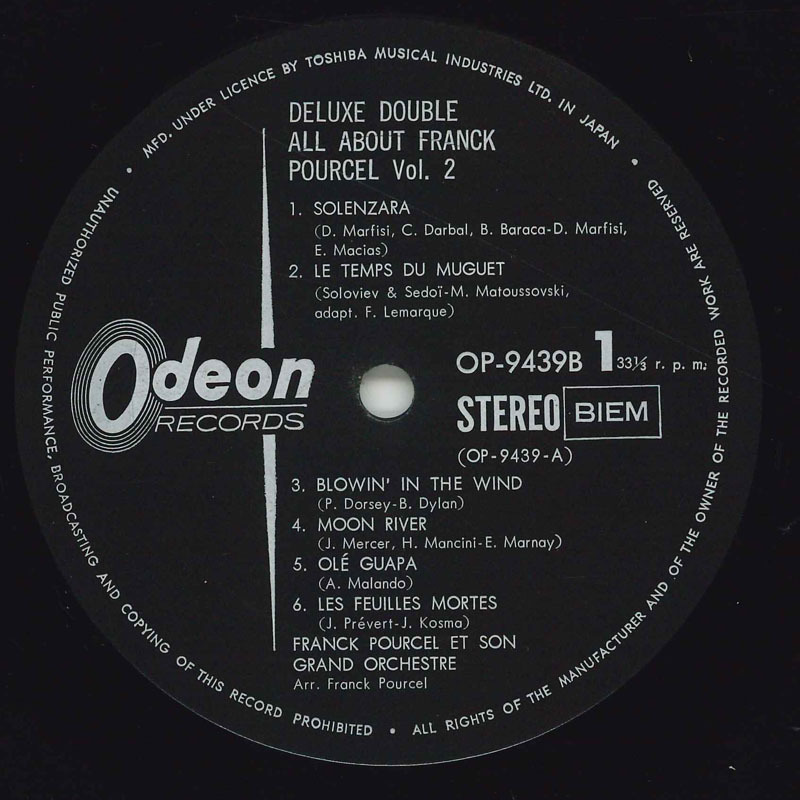 MFD. UNDER LICENCE BY TOSHIBA MUSICAL INDUSTRIES LTD. IN JAPAN
DELUXE DOUBLE
ALL ABOUT FRANCK
POURCEL Vol. 2
1. SOLENZARA
(D. Marfisi, C. Darbal, B. Baraca-D. Marfisi,
E. Macias)
2. LE TEMPS DU MUGUET
(Soloviev & Sedoï-M. Matoussovski,
adapt. F. Lemarque)
Odeon
RECORDS
OP-9439B 1 33⅓ r. p. m.
STEREO BIEM
(OP-9439-A)
3. BLOWIN' IN THE WIND
(P. Dorsey-B. Dylan)
4. MOON RIVER
(J. Mercer, H. Mancini-E. Marnay)
5. OLÉ GUAPA
(A. Malando)
6. LES FEUILLES MORTES
(J. Prévert-J. Kosma)
FRANCK POURCEL ET SON
GRAND ORCHESTRE
Arr. Franck Pourcel
UNAUTHORIZED PUBLIC PERFORMANCE, BROADCASTING AND COPYING OF THIS RECORD PROHIBITED • ALL RIGHTS OF THE MANUFACTURER AND OF THE OWNER OF THE RECORDED WORK ARE RESERVED